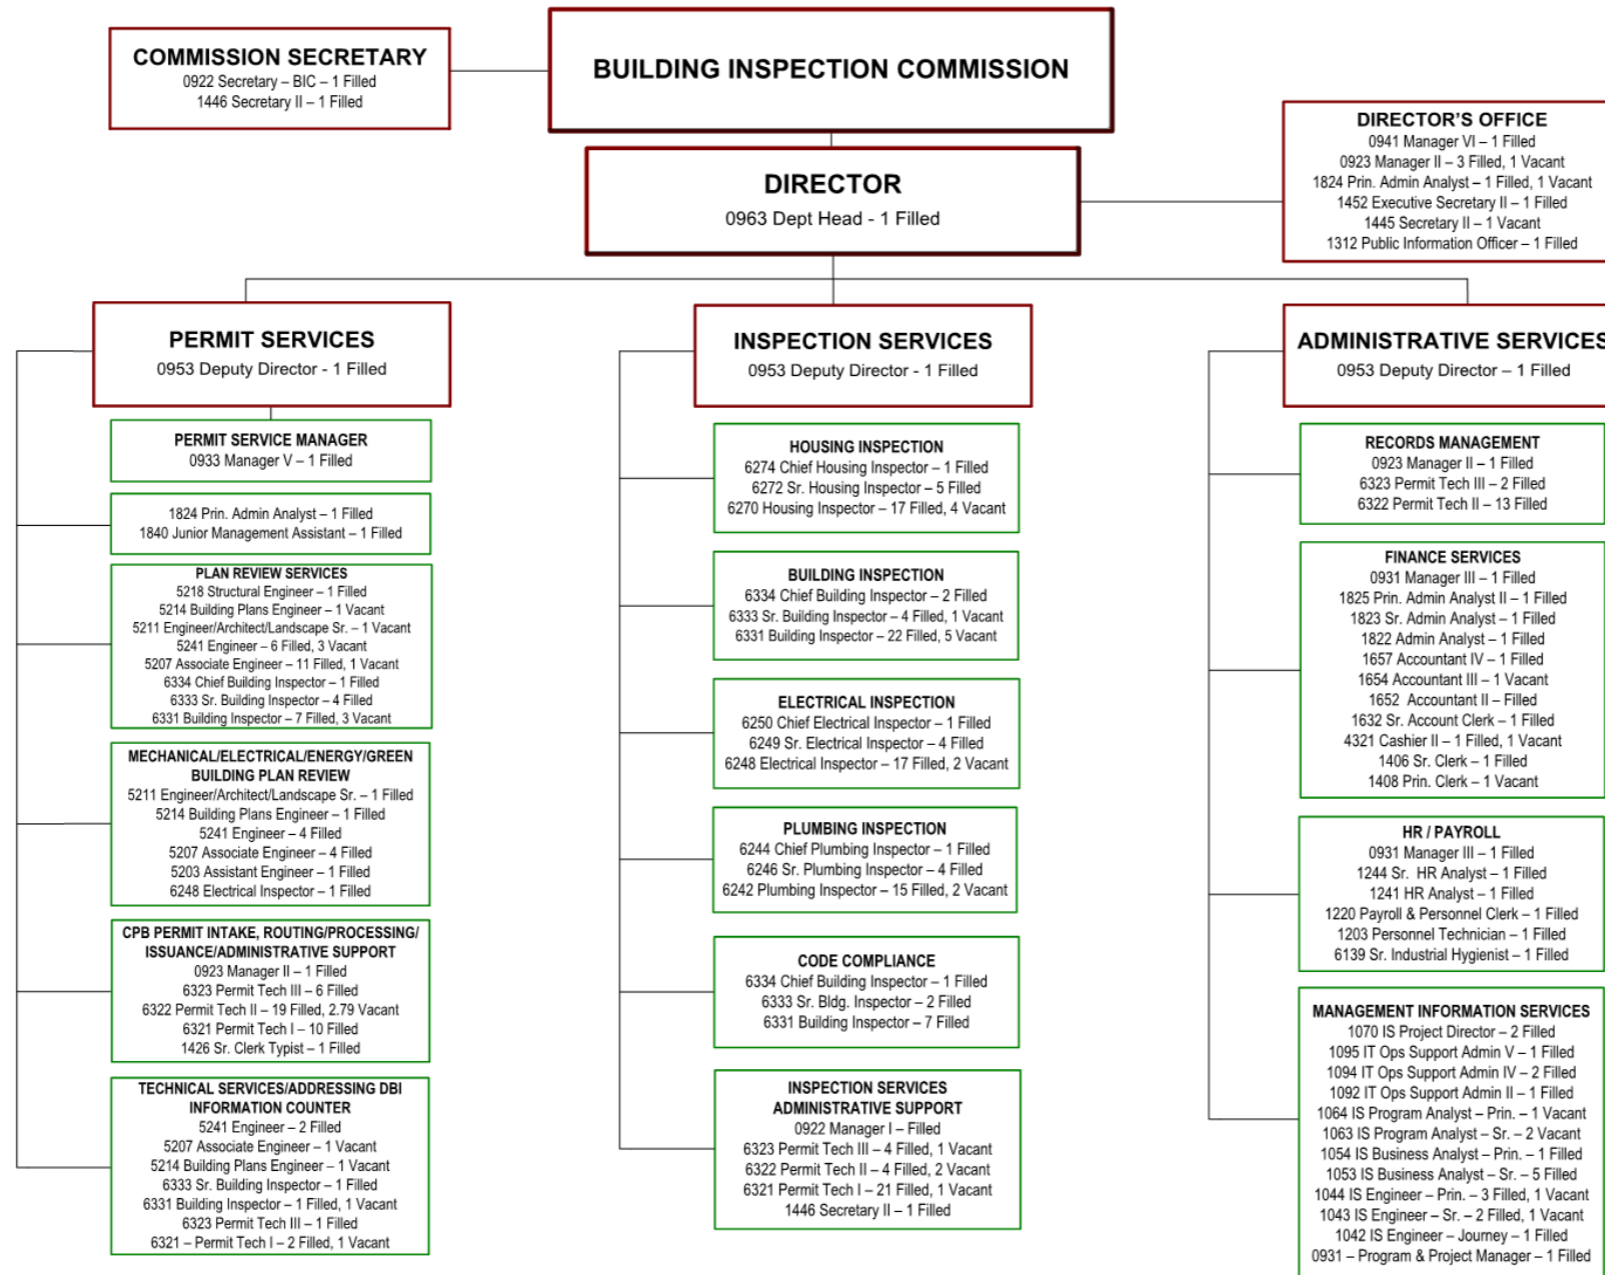 COMMISSION SECRETARY
0922 Secretary – BIC – 1 Filled
1446 Secretary II – 1 Filled
BUILDING INSPECTION COMMISSION
DIRECTOR'S OFFICE
0941 Manager VI – 1 Filled
0923 Manager II – 3 Filled, 1 Vacant
1824 Prin. Admin Analyst – 1 Filled, 1 Vacant
1452 Executive Secretary II – 1 Filled
1445 Secretary II – 1 Vacant
1312 Public Information Officer – 1 Filled
DIRECTOR
0963 Dept Head - 1 Filled
PERMIT SERVICES
0953 Deputy Director - 1 Filled
PERMIT SERVICE MANAGER
0933 Manager V – 1 Filled
1824 Prin. Admin Analyst – 1 Filled
1840 Junior Management Assistant – 1 Filled
PLAN REVIEW SERVICES
5218 Structural Engineer – 1 Filled
5214 Building Plans Engineer – 1 Vacant
5211 Engineer/Architect/Landscape Sr. – 1 Vacant
5241 Engineer – 6 Filled, 3 Vacant
5207 Associate Engineer – 11 Filled, 1 Vacant
6334 Chief Building Inspector – 1 Filled
6333 Sr. Building Inspector – 4 Filled
6331 Building Inspector – 7 Filled, 3 Vacant
MECHANICAL/ELECTRICAL/ENERGY/GREEN
BUILDING PLAN REVIEW
5211 Engineer/Architect/Landscape Sr. – 1 Filled
5214 Building Plans Engineer – 1 Filled
5241 Engineer – 4 Filled
5207 Associate Engineer – 4 Filled
5203 Assistant Engineer – 1 Filled
6248 Electrical Inspector – 1 Filled
CPB PERMIT INTAKE, ROUTING/PROCESSING/
ISSUANCE/ADMINISTRATIVE SUPPORT
0923 Manager II – 1 Filled
6323 Permit Tech III – 6 Filled
6322 Permit Tech II – 19 Filled, 2.79 Vacant
6321 Permit Tech I – 10 Filled
1426 Sr. Clerk Typist – 1 Filled
TECHNICAL SERVICES/ADDRESSING DBI
INFORMATION COUNTER
5241 Engineer – 2 Filled
5207 Associate Engineer – 1 Vacant
5214 Building Plans Engineer – 1 Vacant
6333 Sr. Building Inspector – 1 Filled
6331 Building Inspector – 1 Filled, 1 Vacant
6323 Permit Tech III – 1 Filled
6321 – Permit Tech I – 2 Filled, 1 Vacant
INSPECTION SERVICES
0953 Deputy Director - 1 Filled
HOUSING INSPECTION
6274 Chief Housing Inspector – 1 Filled
6272 Sr. Housing Inspector – 5 Filled
6270 Housing Inspector – 17 Filled, 4 Vacant
BUILDING INSPECTION
6334 Chief Building Inspector – 2 Filled
6333 Sr. Building Inspector – 4 Filled, 1 Vacant
6331 Building Inspector – 22 Filled, 5 Vacant
ELECTRICAL INSPECTION
6250 Chief Electrical Inspector – 1 Filled
6249 Sr. Electrical Inspector – 4 Filled
6248 Electrical Inspector – 17 Filled, 2 Vacant
PLUMBING INSPECTION
6244 Chief Plumbing Inspector – 1 Filled
6246 Sr. Plumbing Inspector – 4 Filled
6242 Plumbing Inspector – 15 Filled, 2 Vacant
CODE COMPLIANCE
6334 Chief Building Inspector – 1 Filled
6333 Sr. Bldg. Inspector – 2 Filled
6331 Building Inspector – 7 Filled
INSPECTION SERVICES
ADMINISTRATIVE SUPPORT
0922 Manager I – Filled
6323 Permit Tech III – 4 Filled, 1 Vacant
6322 Permit Tech II – 4 Filled, 2 Vacant
6321 Permit Tech I – 21 Filled, 1 Vacant
1446 Secretary II – 1 Filled
ADMINISTRATIVE SERVICES
0953 Deputy Director – 1 Filled
RECORDS MANAGEMENT
0923 Manager II – 1 Filled
6323 Permit Tech III – 2 Filled
6322 Permit Tech II – 13 Filled
FINANCE SERVICES
0931 Manager III – 1 Filled
1825 Prin. Admin Analyst II – 1 Filled
1823 Sr. Admin Analyst – 1 Filled
1822 Admin Analyst – 1 Filled
1657 Accountant IV – 1 Filled
1654 Accountant III – 1 Vacant
1652 Accountant II – Filled
1632 Sr. Account Clerk – 1 Filled
4321 Cashier II – 1 Filled, 1 Vacant
1406 Sr. Clerk – 1 Filled
1408 Prin. Clerk – 1 Vacant
HR / PAYROLL
0931 Manager III – 1 Filled
1244 Sr. HR Analyst – 1 Filled
1241 HR Analyst – 1 Filled
1220 Payroll & Personnel Clerk – 1 Filled
1203 Personnel Technician – 1 Filled
6139 Sr. Industrial Hygienist – 1 Filled
MANAGEMENT INFORMATION SERVICES
1070 IS Project Director – 2 Filled
1095 IT Ops Support Admin V – 1 Filled
1094 IT Ops Support Admin IV – 2 Filled
1092 IT Ops Support Admin II – 1 Filled
1064 IS Program Analyst – Prin. – 1 Vacant
1063 IS Program Analyst – Sr. – 2 Vacant
1054 IS Business Analyst – Prin. – 1 Filled
1053 IS Business Analyst – Sr. – 5 Filled
1044 IS Engineer – Prin. – 3 Filled, 1 Vacant
1043 IS Engineer – Sr. – 2 Filled, 1 Vacant
1042 IS Engineer – Journey – 1 Filled
0931 – Program & Project Manager – 1 Filled